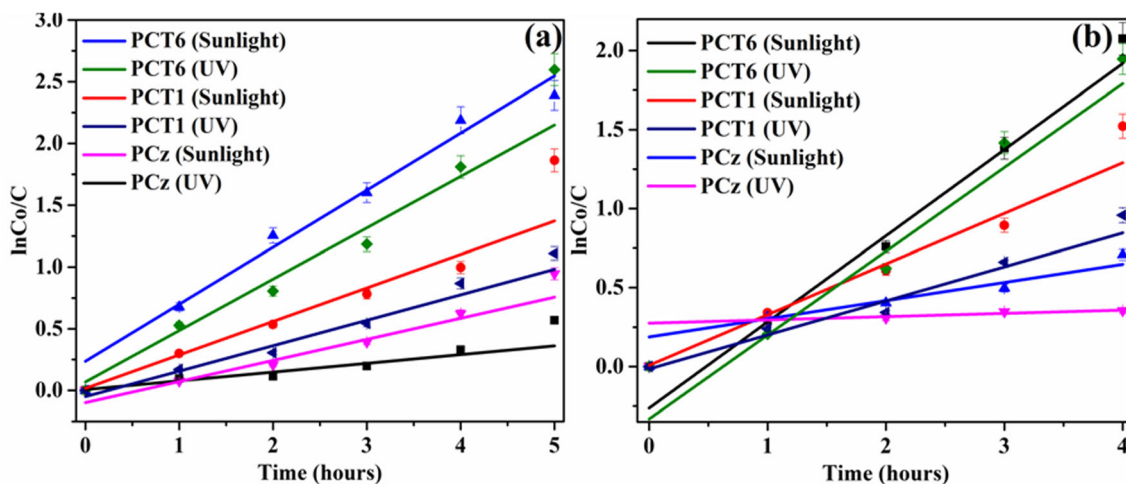 (a)
lnCo/C
3.0
2.5
2.0
1.5
1.0
0.5
0.0
PCT6 (Sunlight)
PCT6 (UV)
PCT1 (Sunlight)
PCT1 (UV)
PCz (Sunlight)
PCz (UV)
0 1 2 3 4 5
Time (hours)
(b)
lnCo/C
2.0
1.5
1.0
0.5
0.0
PCT6 (Sunlight)
PCT6 (UV)
PCT1 (Sunlight)
PCT1 (UV)
PCz (Sunlight)
PCz (UV)
0 1 2 3 4
Time (hours)